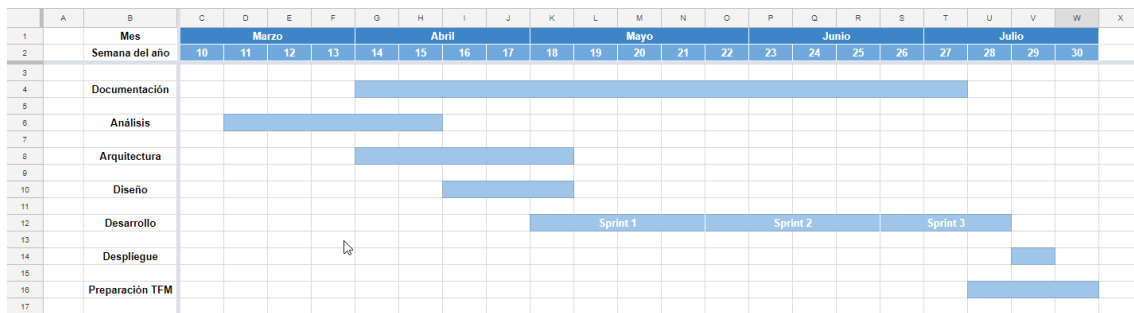 A B C D E F G H I J K L M N O P Q R S T U V W X
1 Mes Marzo Abril Mayo Junio Julio
2 Semana del año 10 11 12 13 14 15 16 17 18 19 20 21 22 23 24 25 26 27 28 29 30
3
4 Documentación
5
6 Análisis
7
8 Arquitectura
9
10 Diseño
11
12 Desarrollo Sprint 1 Sprint 2 Sprint 3
13
14 Despliegue
15
16 Preparación TFM
17